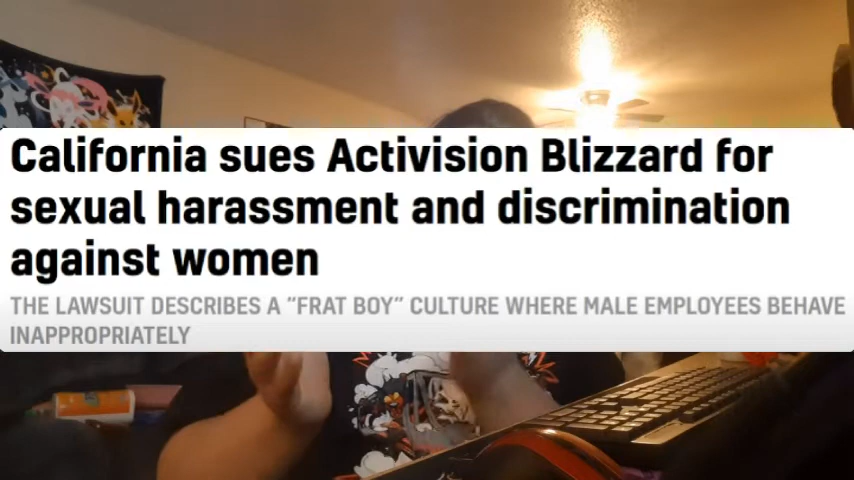 California sues Activision Blizzard for
sexual harassment and discrimination
against women
THE LAWSUIT DESCRIBES A "FRAT BOY" CULTURE WHERE MALE EMPLOYEES BEHAVE
INAPPROPRIATELY